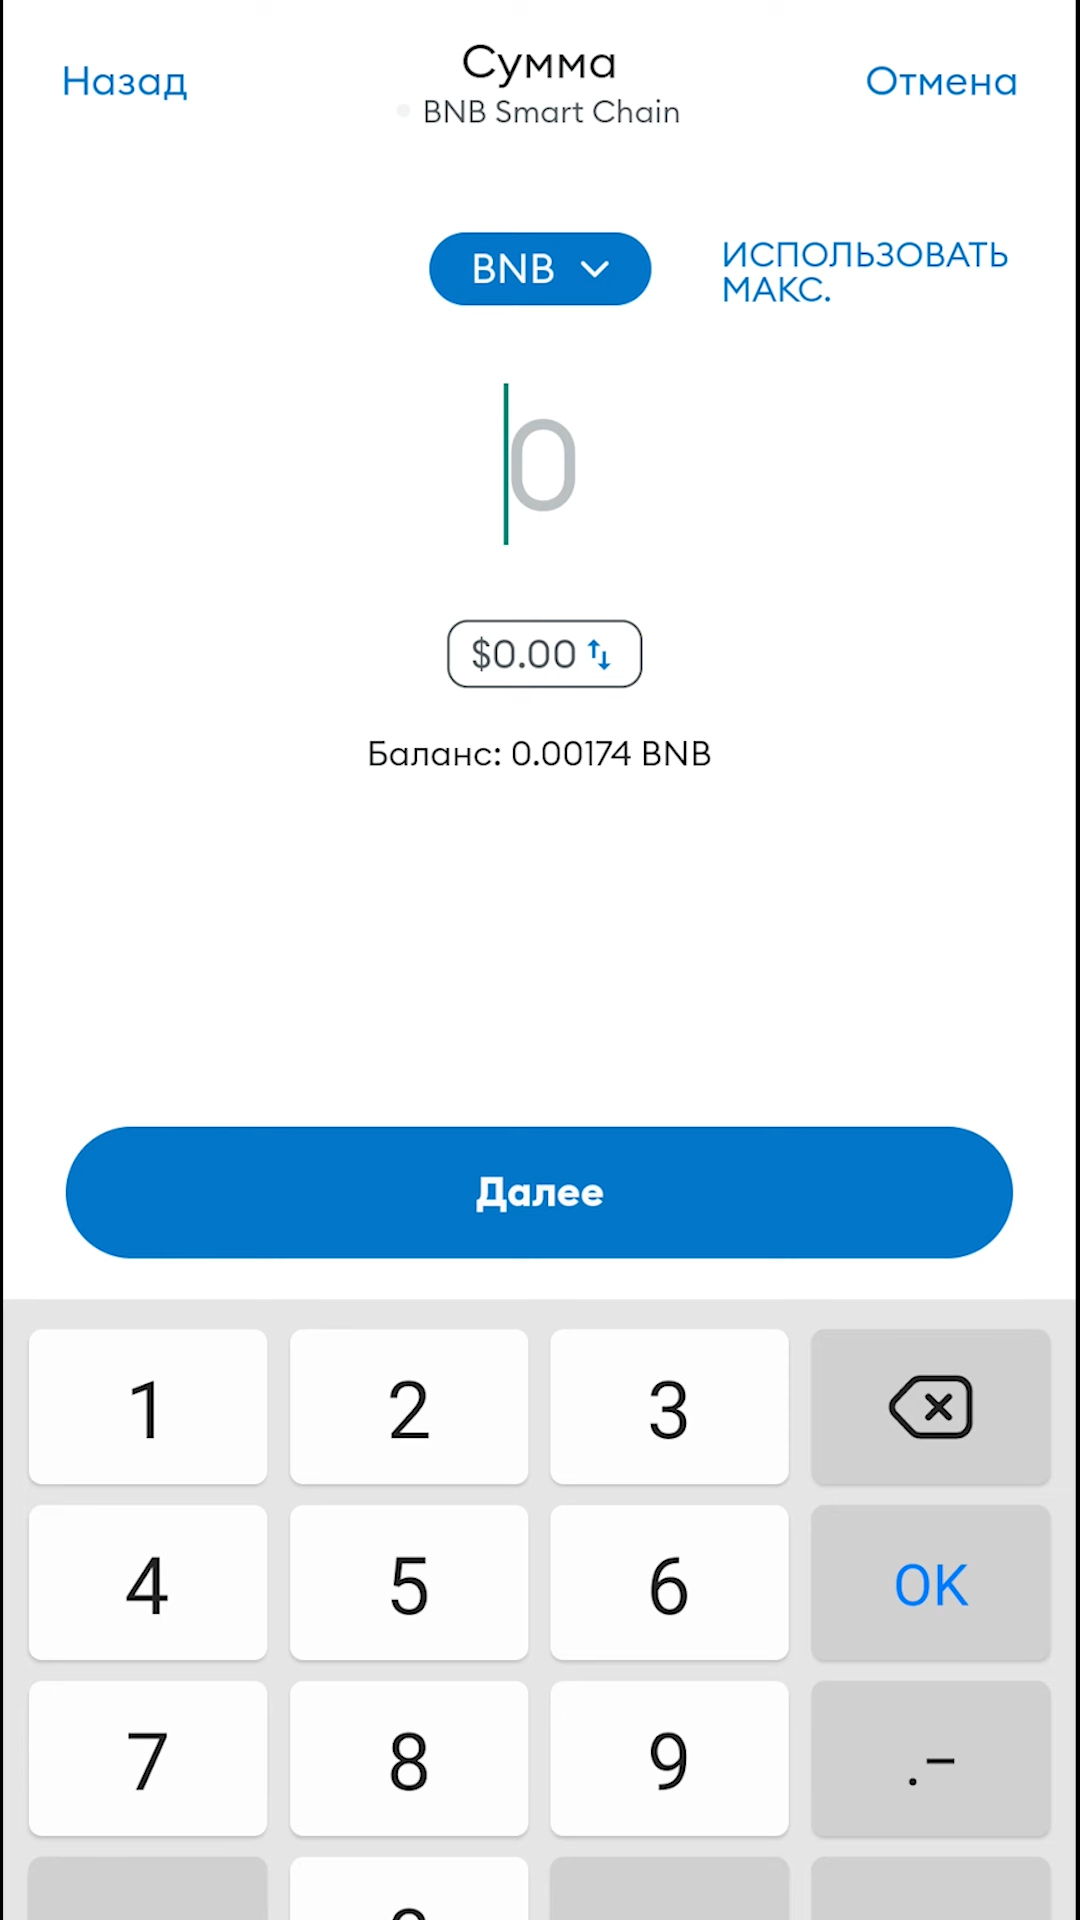 Назад
Сумма
Отмена
BNB Smart Chain
BNB
ИСПОЛЬЗОВАТЬ
МАКС.
0
$0.00
Баланс: 0.00174 BNB
Далее
1 2 3
4 5 6 OK
7 8 9 .-